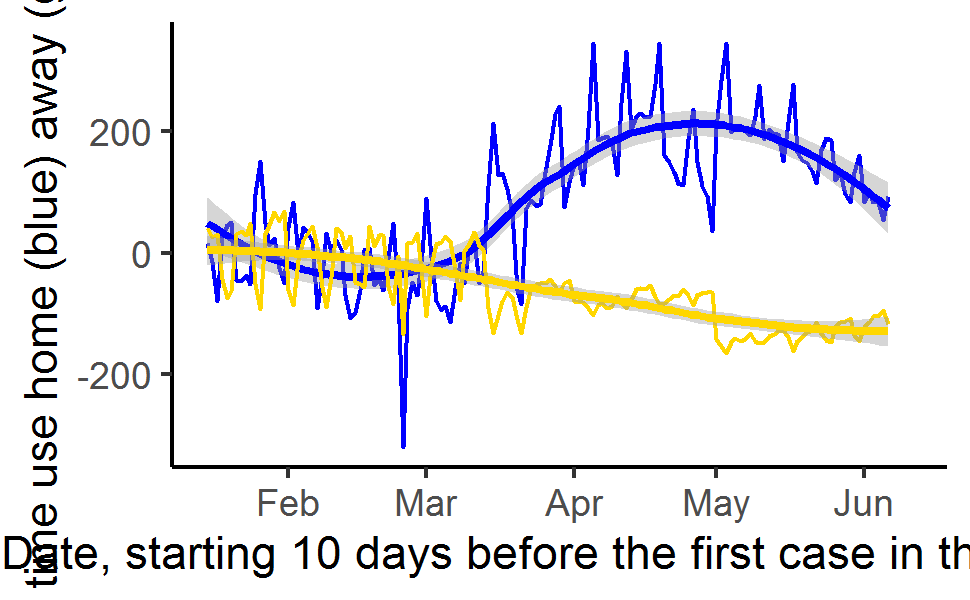 time use home (blue) away (
200
0
-200
Feb Mar Apr May Jun
Date, starting 10 days before the first case in th